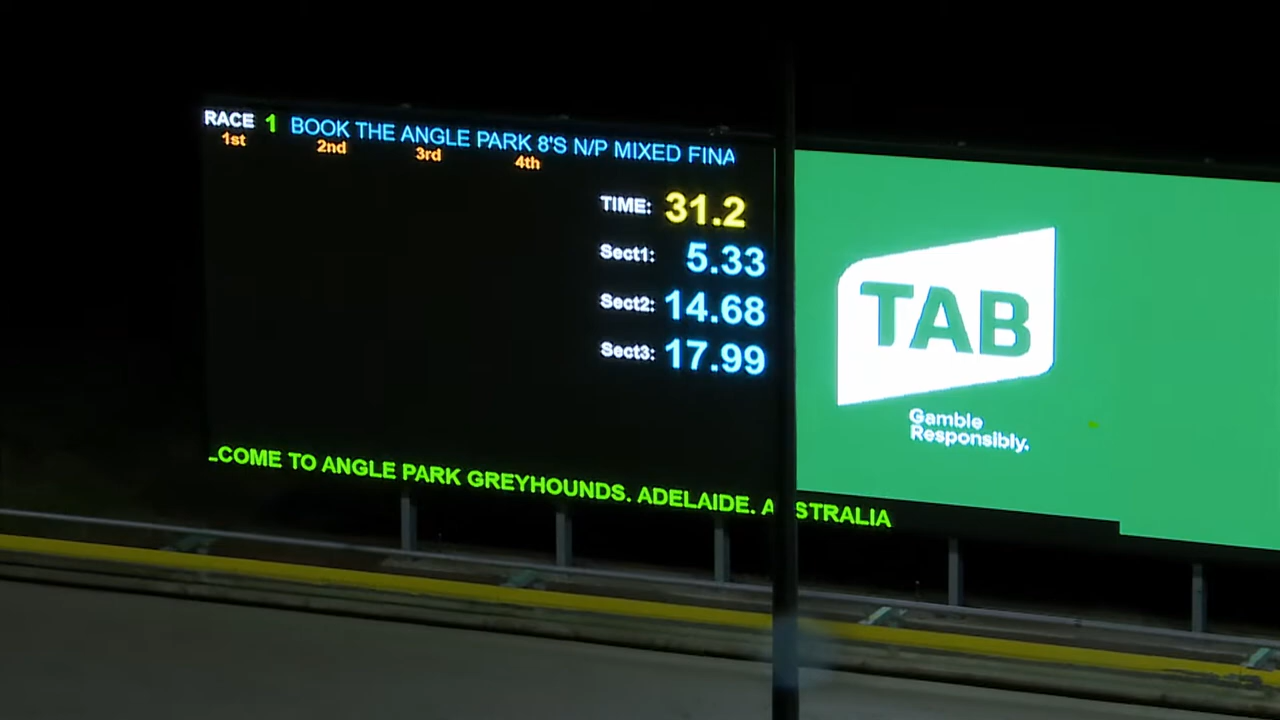 RACE 1 BOOK THE ANGLE PARK 8'S N/P MIXED FINA
1st 2nd 3rd 4th
TIME: 31.2
Sect1: 5.33
Sect2: 14.68
Sect3: 17.99
COME TO ANGLE PARK GREYHOUNDS. ADELAIDE. A STRALIA
TAB
Gamble
Responsibly.